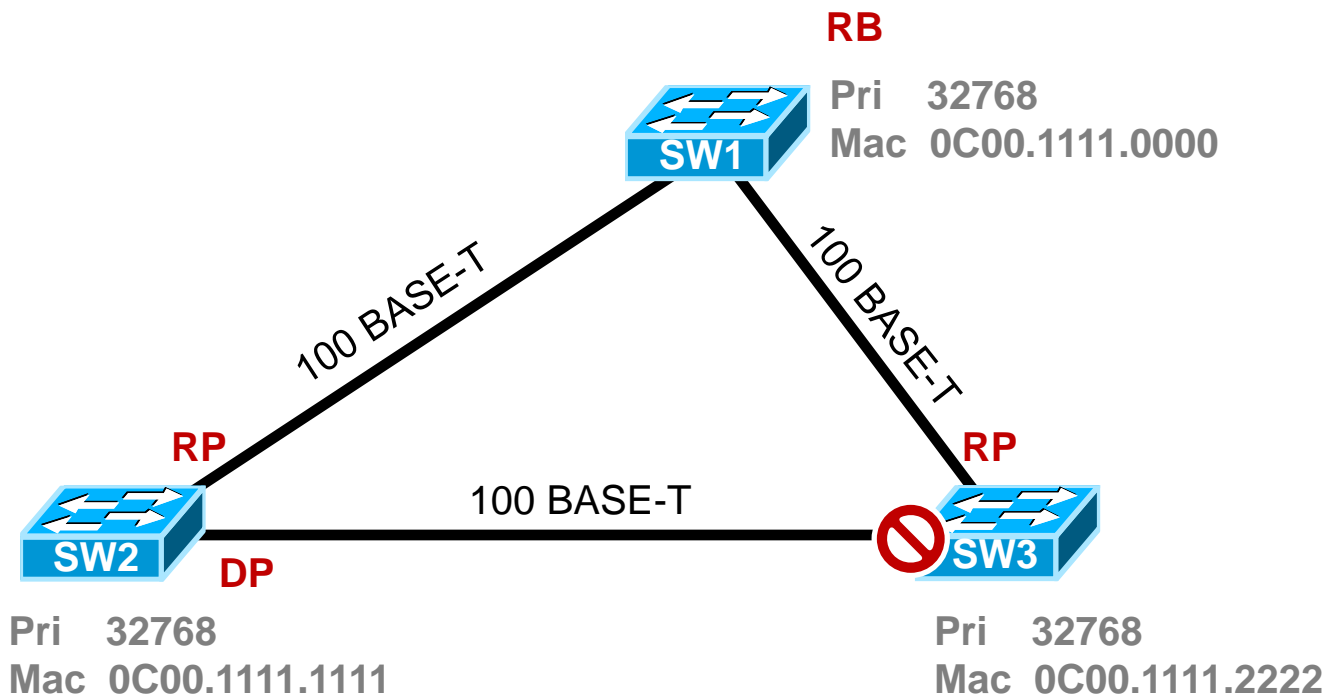 RB
Pri 32768
Mac 0C00.1111.0000
SW1
100 BASE-T
100 BASE-T
RP
RP
100 BASE-T
SW2
SW3
DP
Pri 32768
Mac 0C00.1111.1111
Pri 32768
Mac 0C00.1111.2222